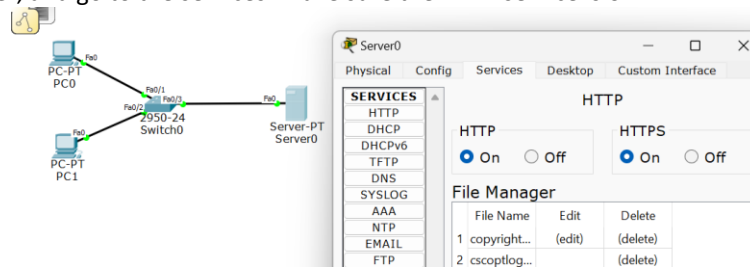 Fa0
PC-PT
PC0
Fa0/1
Fa0/2
Fa0/3
2950-24
Switch0
Fa0
Server-PT
Server0
Fa0
PC-PT
PC1
Server0
Physical Config Services Desktop Custom Interface
SERVICES
HTTP
DHCP
DHCPv6
TFTP
DNS
SYSLOG
AAA
NTP
EMAIL
FTP
HTTP
HTTP
On Off
HTTPS
On Off
File Manager
File Name Edit Delete
1 copyright... (edit) (delete)
2 cscoptlog... (delete)